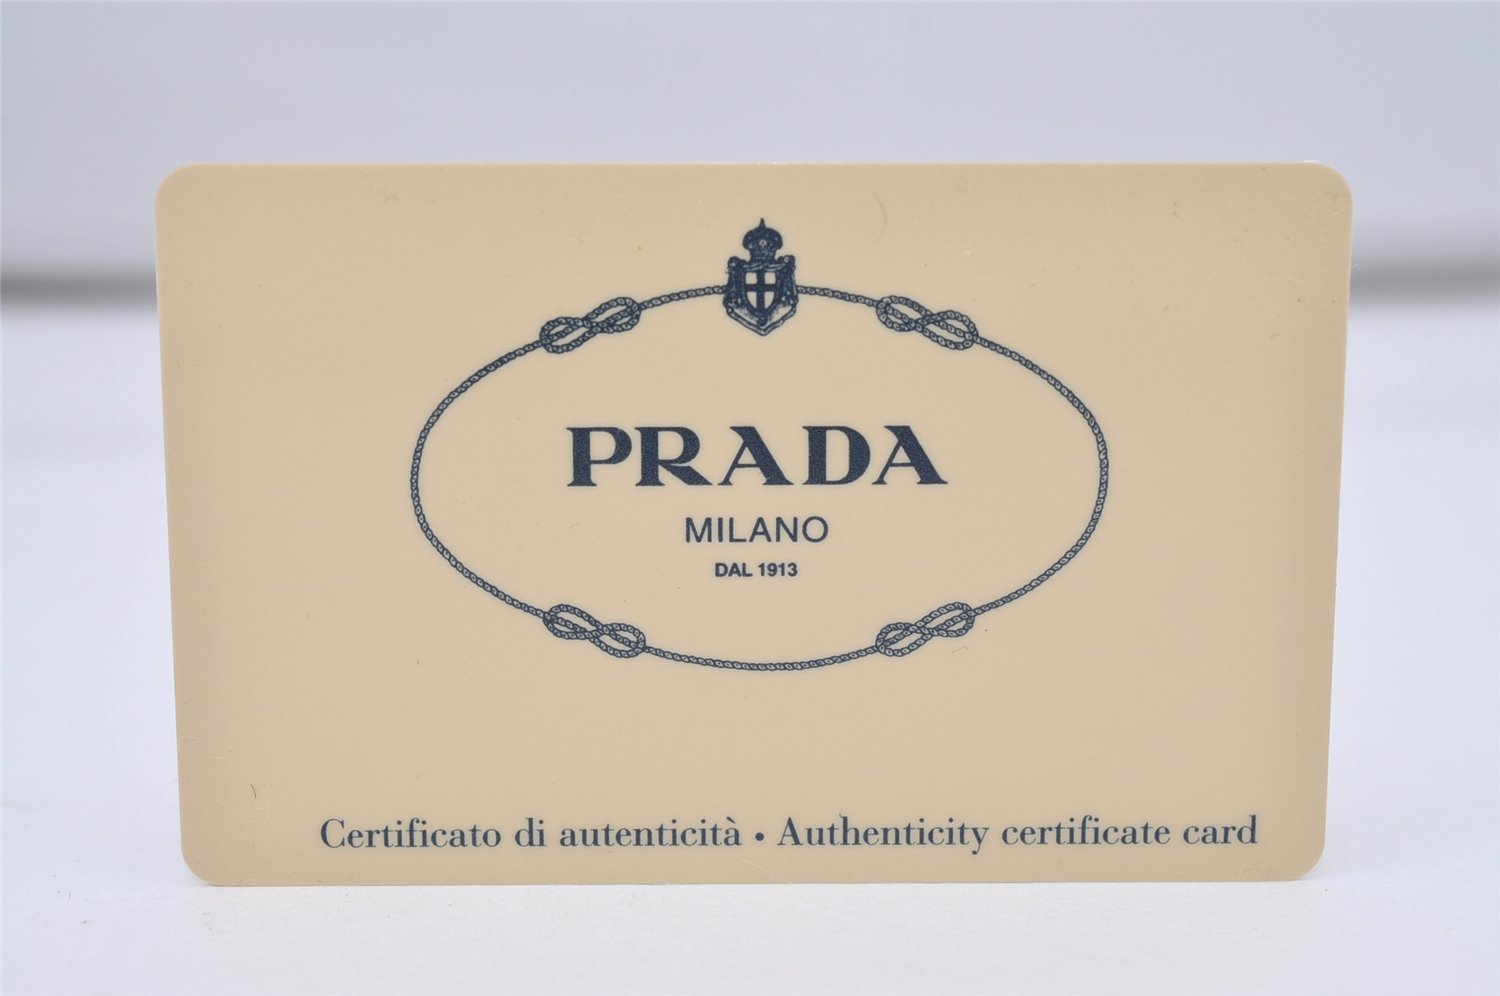 PRADA
MILANO
DAL 1913
Certificato di autenticità • Authenticity certificate card